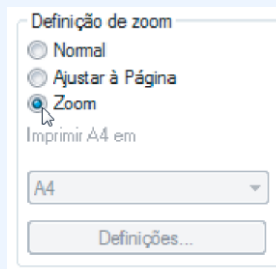 Definição de zoom
Normal
Ajustar à Página
Zoom
Imprimir A4 em
A4
Definições...